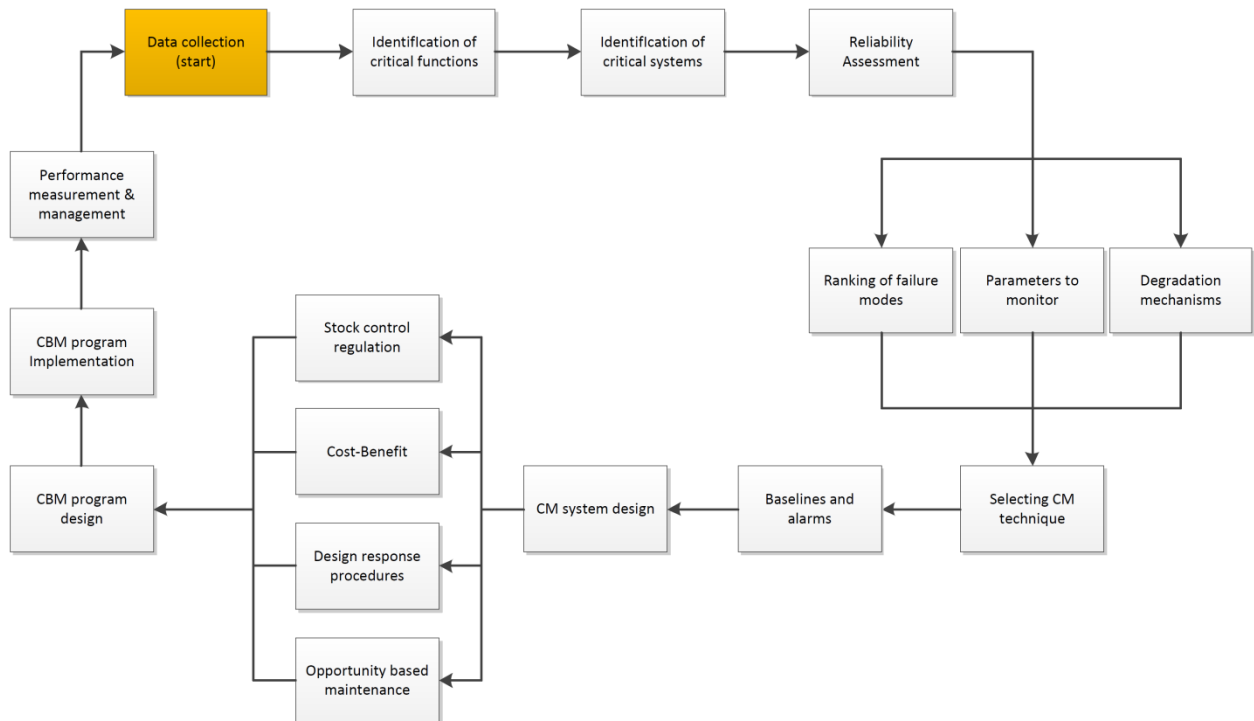 Data collection
(start)
Identification of
critical functions
Identification of
critical systems
Reliability
Assessment
Performance
measurement &
management
Ranking of failure
modes
Parameters to
monitor
Degradation
mechanisms
CBM program
Implementation
Stock control
regulation
Cost-Benefit
CBM program
design
CM system design
Baselines and
alarms
Selecting CM
technique
Design response
procedures
Opportunity based
maintenance